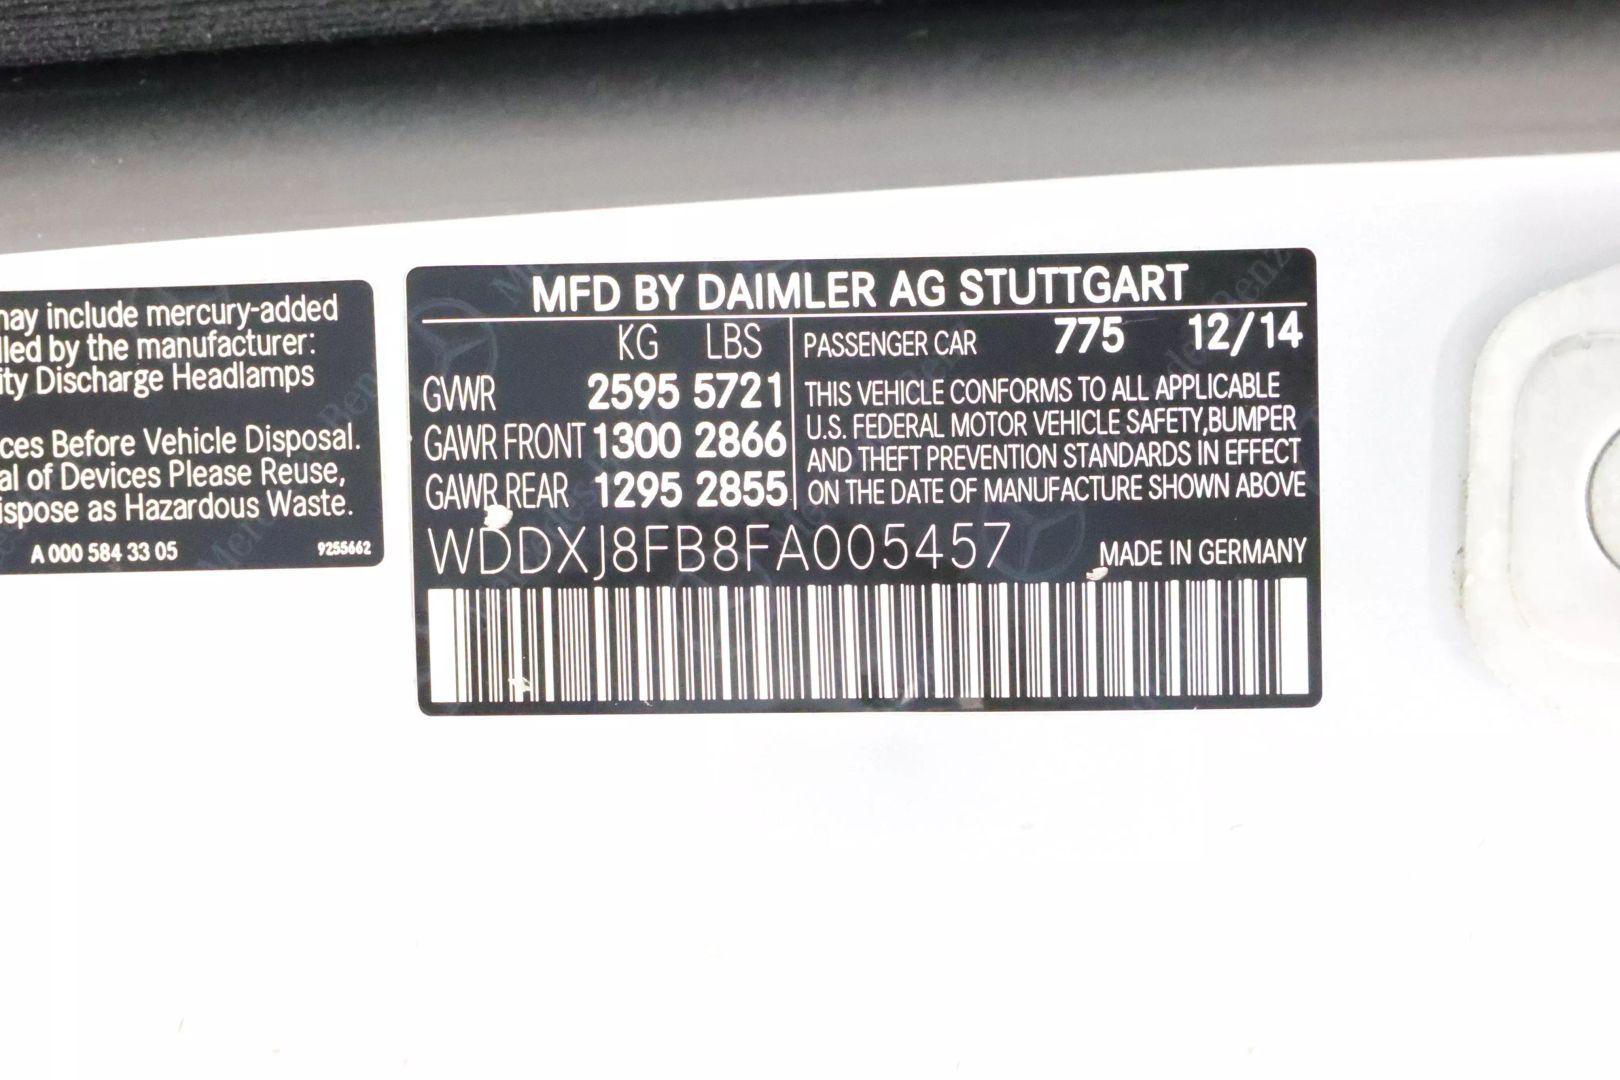 may include mercury-added
lled by the manufacturer:
ity Discharge Headlamps
ces Before Vehicle Disposal.
al of Devices Please Reuse,
ispose as Hazardous Waste.
A 000 584 33 05 9255662
MFD BY DAIMLER AG STUTTGART
KG LBS
GVWR 2595 5721
GAWR FRONT 1300 2866
GAWR REAR 1295 2855
PASSENGER CAR 775 12/14
THIS VEHICLE CONFORMS TO ALL APPLICABLE
U.S. FEDERAL MOTOR VEHICLE SAFETY,BUMPER
AND THEFT PREVENTION STANDARDS IN EFFECT
ON THE DATE OF MANUFACTURE SHOWN ABOVE
WDDXJ8FB8FA005457
MADE IN GERMANY